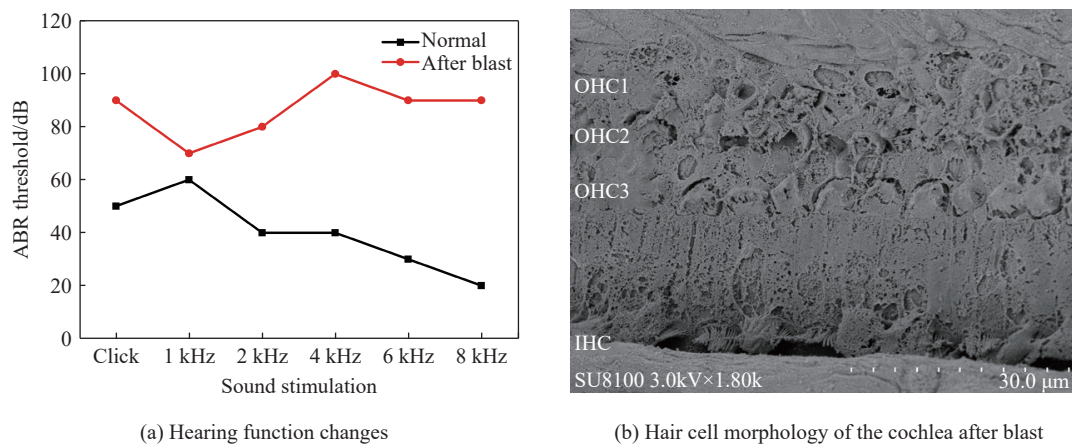 120
100
80
60
40
20
0
ABR threshold/dB
Normal
After blast
Click 1 kHz 2 kHz 4 kHz 6 kHz 8 kHz
Sound stimulation
(a) Hearing function changes
OHC1
OHC2
OHC3
IHC
SU8100 3.0kV×1.80k 30.0 μm
(b) Hair cell morphology of the cochlea after blast